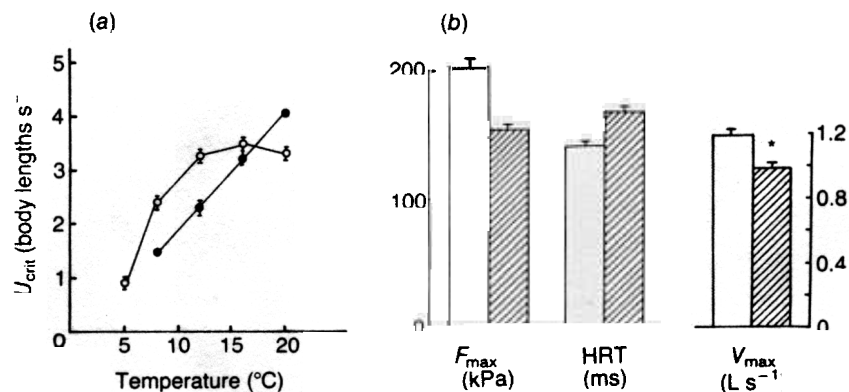 (a)
5
4
3
2
1
0
U_crit (body lengths s⁻
5 10 15 20
Temperature (°C)
(b)
200
100
0
F_max
(kPa)
HRT
(ms)
*
1.2
0.8
0.4
0
V_max
(L s⁻¹